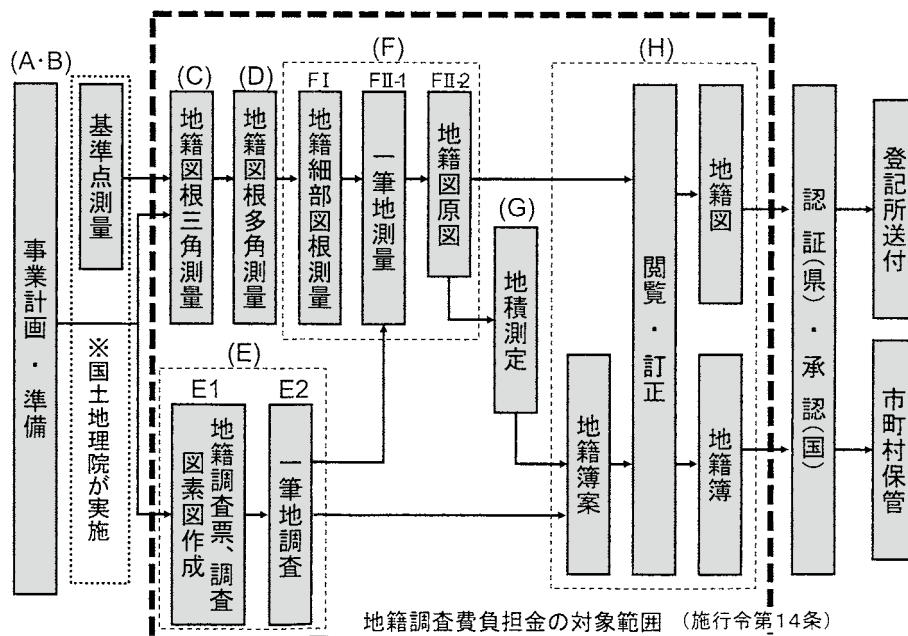 (A・B)
事業計画・準備
基準点測量
※国土地理院が実施
(C)
地籍図根三角測量
(D)
地籍図根多角測量
(F)
FⅠ
地籍細部図根測量
FⅡ-1
一筆地測量
FⅡ-2
地籍図原図
(G)
地積測定
(E)
E1
地籍調査票、調査
図素図作成
E2
一筆地調査
(H)
地籍簿案
閲覧・訂正
地籍図
地籍簿
認証(県)・承認(国)
登記所送付
市町村保管
地籍調査費負担金の対象範囲 (施行令第14条)